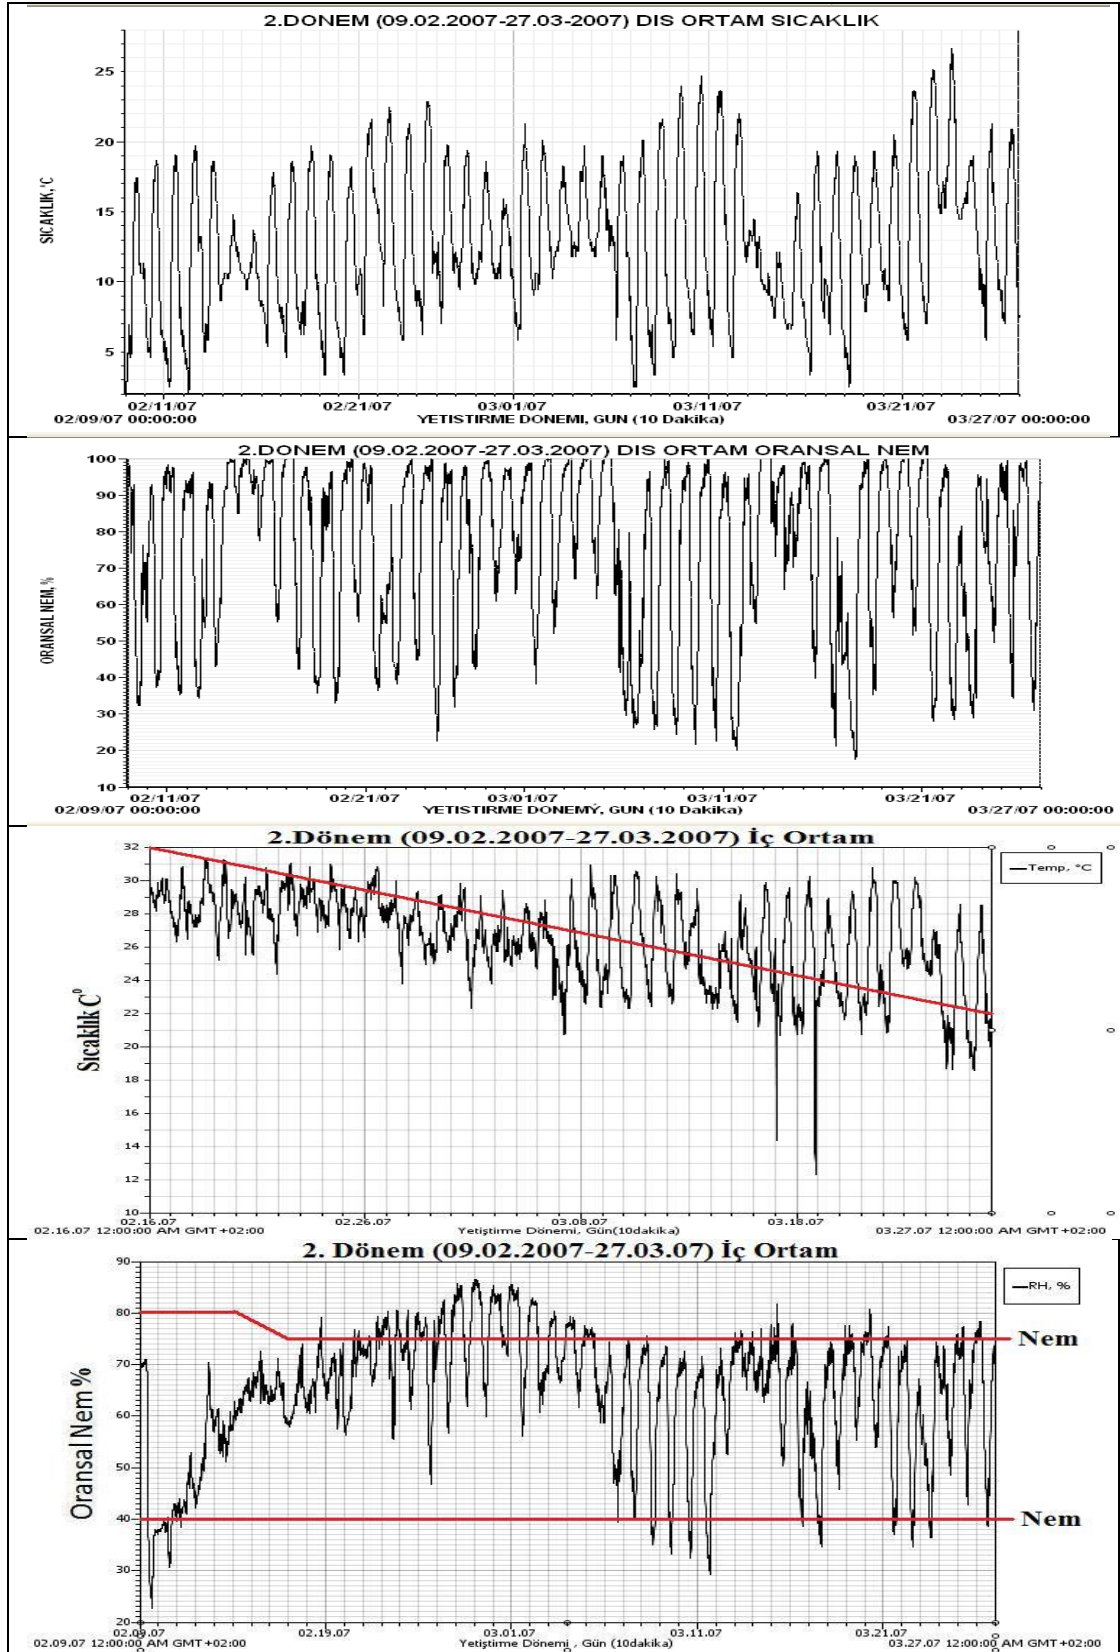 2.DONEM (09.02.2007-27.03-2007) DIS ORTAM SICAKLIK
SICAKLIK,°C
25
20
15
10
5
02/11/07 02/21/07 03/01/07 03/11/07 03/21/07
02/09/07 00:00:00 YETISTIRME DONEMI, GUN (10 Dakika) 03/27/07 00:00:00
2.DONEM (09.02.2007-27.03.2007) DIS ORTAM ORANSAL NEM
ORANSAL NEM, %
100
90
80
70
60
50
40
30
20
10
02/11/07 02/21/07 03/01/07 03/11/07 03/21/07
02/09/07 00:00:00 YETISTIRME DONEMÝ, GUN (10 Dakika) 03/27/07 00:00:00
2.Dönem (09.02.2007-27.03.2007) İç Ortam
Temp, °C
Sıcaklık C⁰
32
30
28
26
24
22
20
18
16
14
12
10
02.16.07 02.26.07 03.08.07 03.18.07
02.16.07 12:00:00 AM GMT+02:00 Yetiştirme Dönemi, Gün(10dakika) 03.27.07 12:00:00 AM GMT+02:00
2. Dönem (09.02.2007-27.03.07) İç Ortam
RH, %
Oransal Nem %
90
80
70
60
50
40
30
20
Nem
Nem
02.09.07 02.19.07 03.01.07 03.11.07 03.21.07
02.09.07 12:00:00 AM GMT+02:00 Yetiştirme Dönemi , Gün (10dakika) 03.27.07 12:00:00 AM GMT+02:00